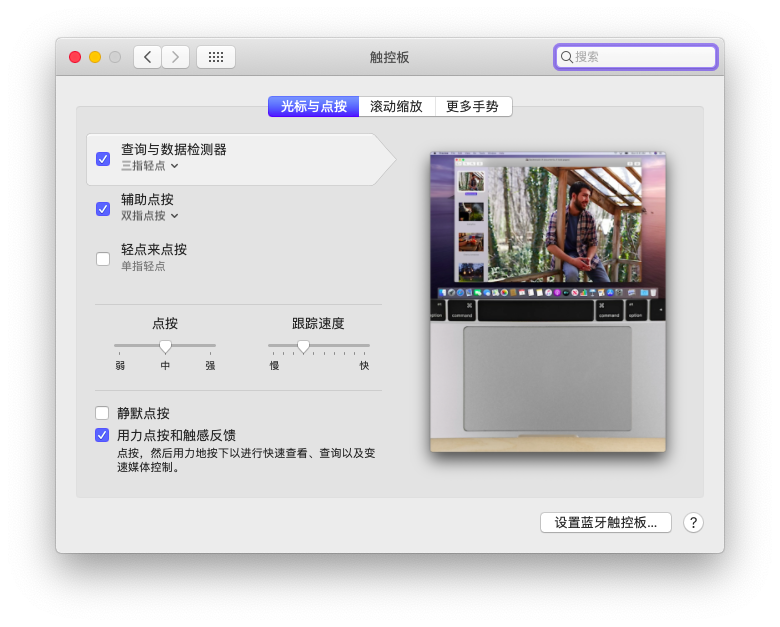 触控板
搜索
光标与点按
滚动缩放
更多手势
查询与数据检测器
三指轻点
辅助点按
双指点按
轻点来点按
单指轻点
点按
跟踪速度
弱
中
强
慢
快
静默点按
用力点按和触感反馈
点按，然后用力地按下以进行快速查看、查询以及变
速媒体控制。
command
command
option
设置蓝牙触控板...
?